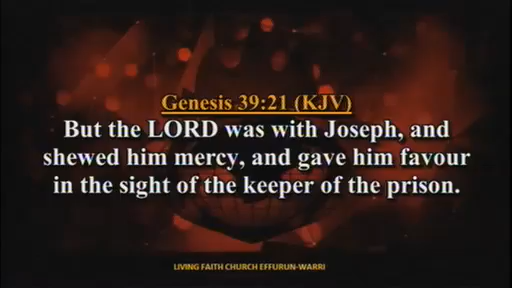 Genesis 39:21 (KJV)
But the LORD was with Joseph, and
shewed him mercy, and gave him favour
in the sight of the keeper of the prison.
LIVING FAITH CHURCH EFFURUN-WARRI